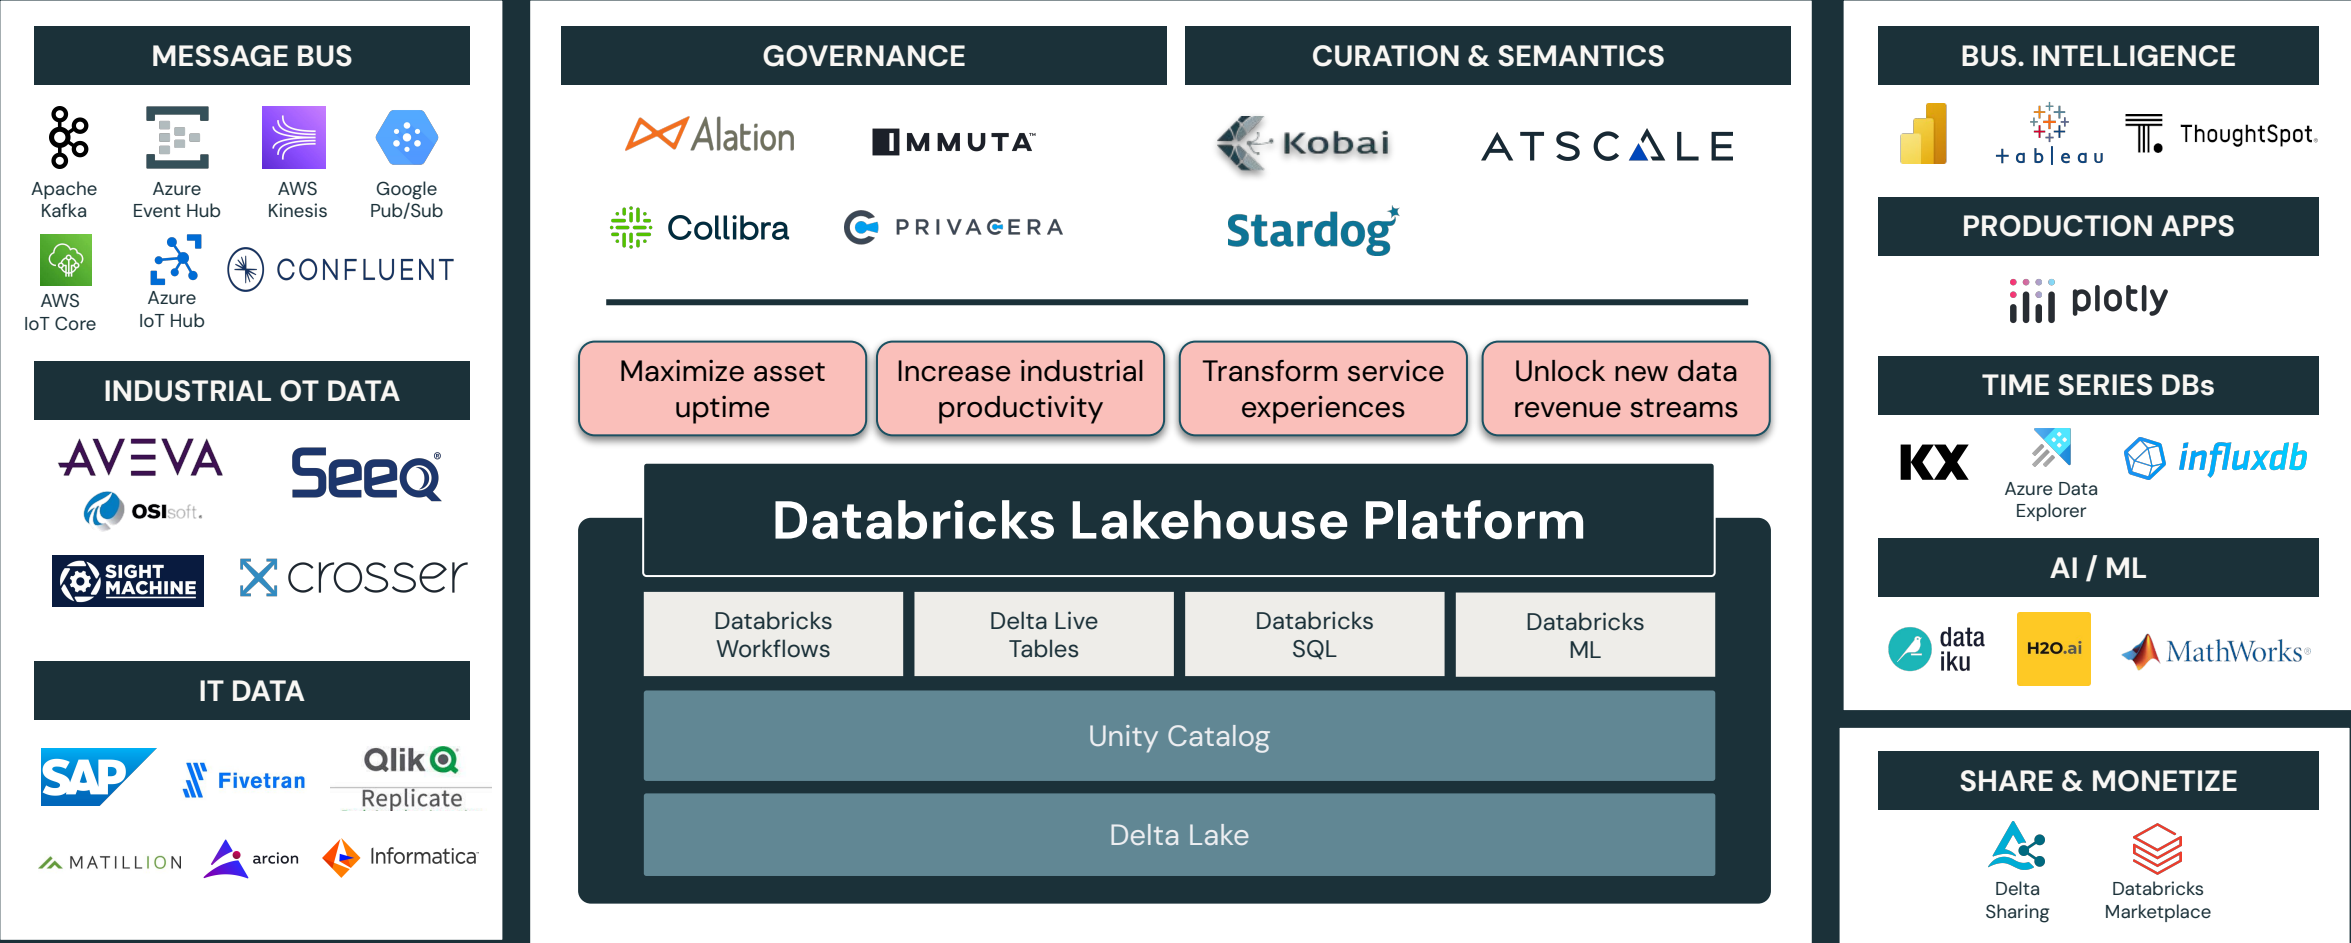 MESSAGE BUS
Apache
Kafka
Azure
Event Hub
AWS
Kinesis
Google
Pub/Sub
AWS
IoT Core
Azure
IoT Hub
CONFLUENT
INDUSTRIAL OT DATA
AVEVA
OSIsoft.
Seeq®
SIGHT
MACHINE
crosser
IT DATA
SAP
Fivetran
Qlik
Replicate
MATILLION
arcion
Informatica
GOVERNANCE
Alation
IMMUTA™
Collibra
PRIVACERA
CURATION & SEMANTICS
Kobai
ATSCALE
Stardog
Maximize asset
uptime
Increase industrial
productivity
Transform service
experiences
Unlock new data
revenue streams
Databricks Lakehouse Platform
Databricks
Workflows
Delta Live
Tables
Databricks
SQL
Databricks
ML
Unity Catalog
Delta Lake
BUS. INTELLIGENCE
+ableau
T.
ThoughtSpot.
PRODUCTION APPS
plotly
TIME SERIES DBs
KX
Azure Data
Explorer
influxdb
AI / ML
data
iku
H2O.ai
MathWorks®
SHARE & MONETIZE
Delta
Sharing
Databricks
Marketplace